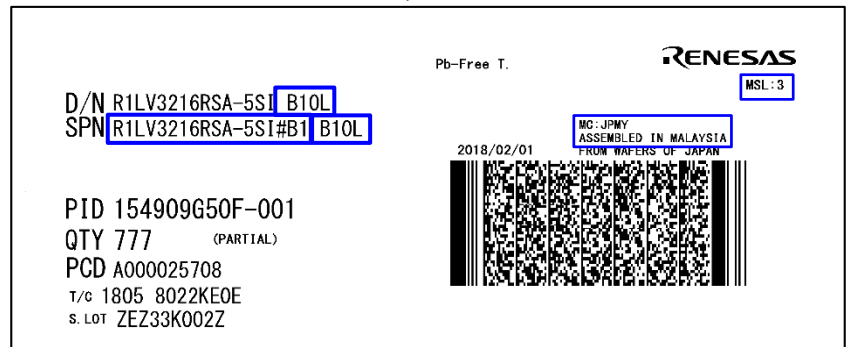 RENESAS
Pb-Free T.
MSL:3
D/N R1LV3216RSA-5SI B10L
SPN R1LV3216RSA-5SI#B1 B10L
MC:JPMY
ASSEMBLED IN MALAYSIA
2018/02/01 FROM WAFERS OF JAPAN
PID 154909G50F-001
QTY 777 (PARTIAL)
PCD A000025708
T/C 1805 8022KE0E
S.LOT ZEZ33K002Z